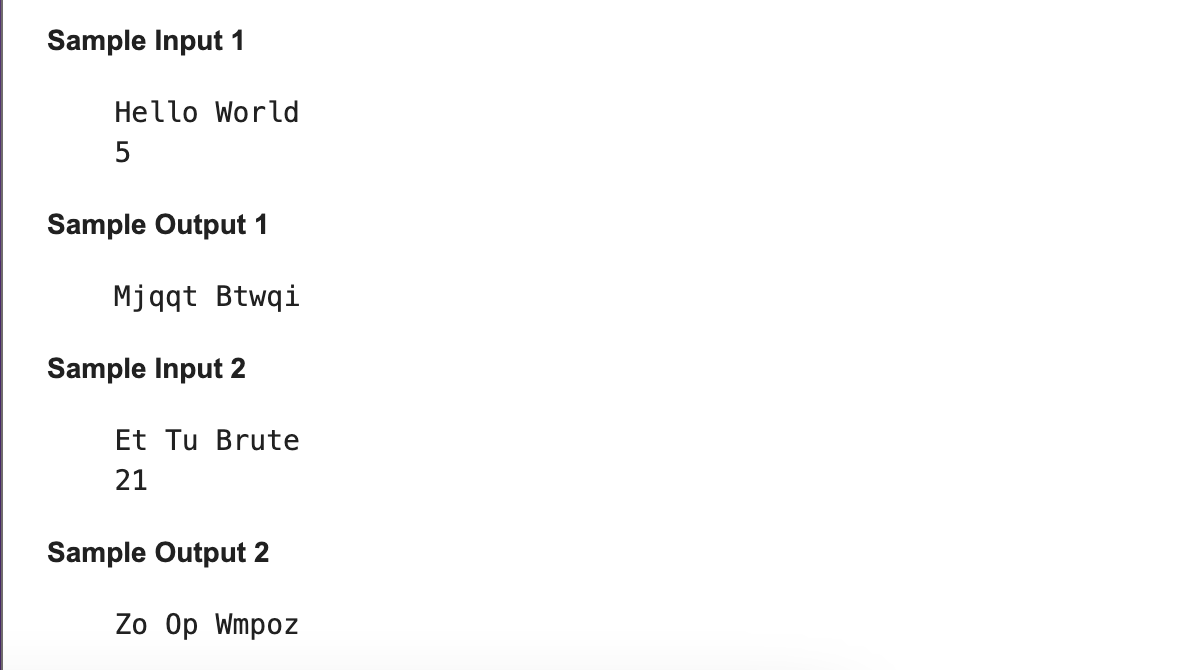 Sample Input 1
Hello World
5
Sample Output 1
Mjqqt Btwqi
Sample Input 2
Et Tu Brute
21
Sample Output 2
Zo Op Wmpoz